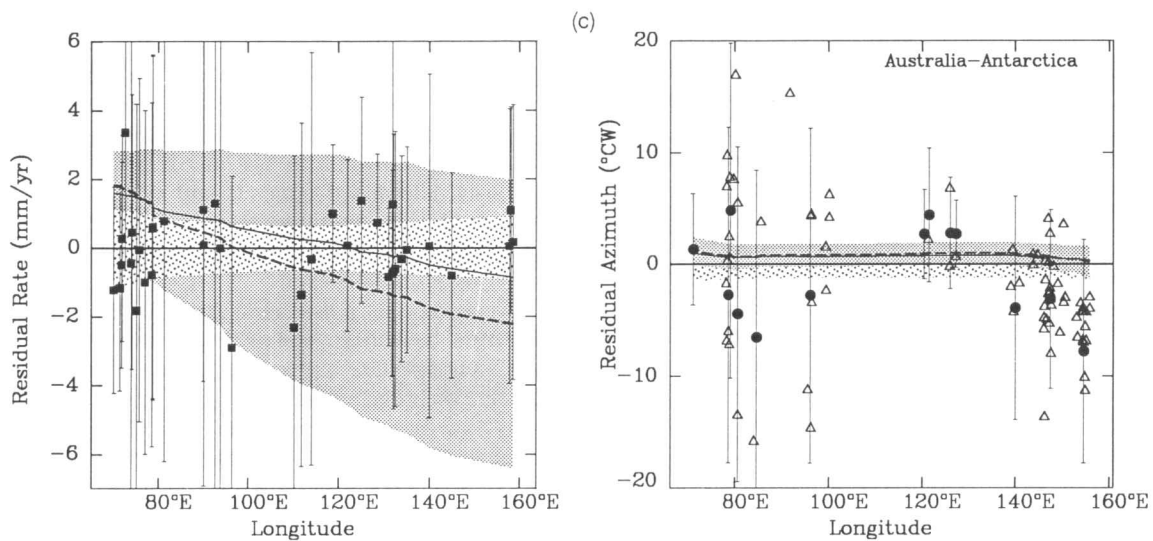 (c)
6
4
2
0
−2
−4
−6
Residual Rate (mm/yr)
80°E
100°E
120°E
140°E
160°E
Longitude
20
10
0
−10
−20
Residual Azimuth (°CW)
Australia−Antarctica
80°E
100°E
120°E
140°E
160°E
Longitude